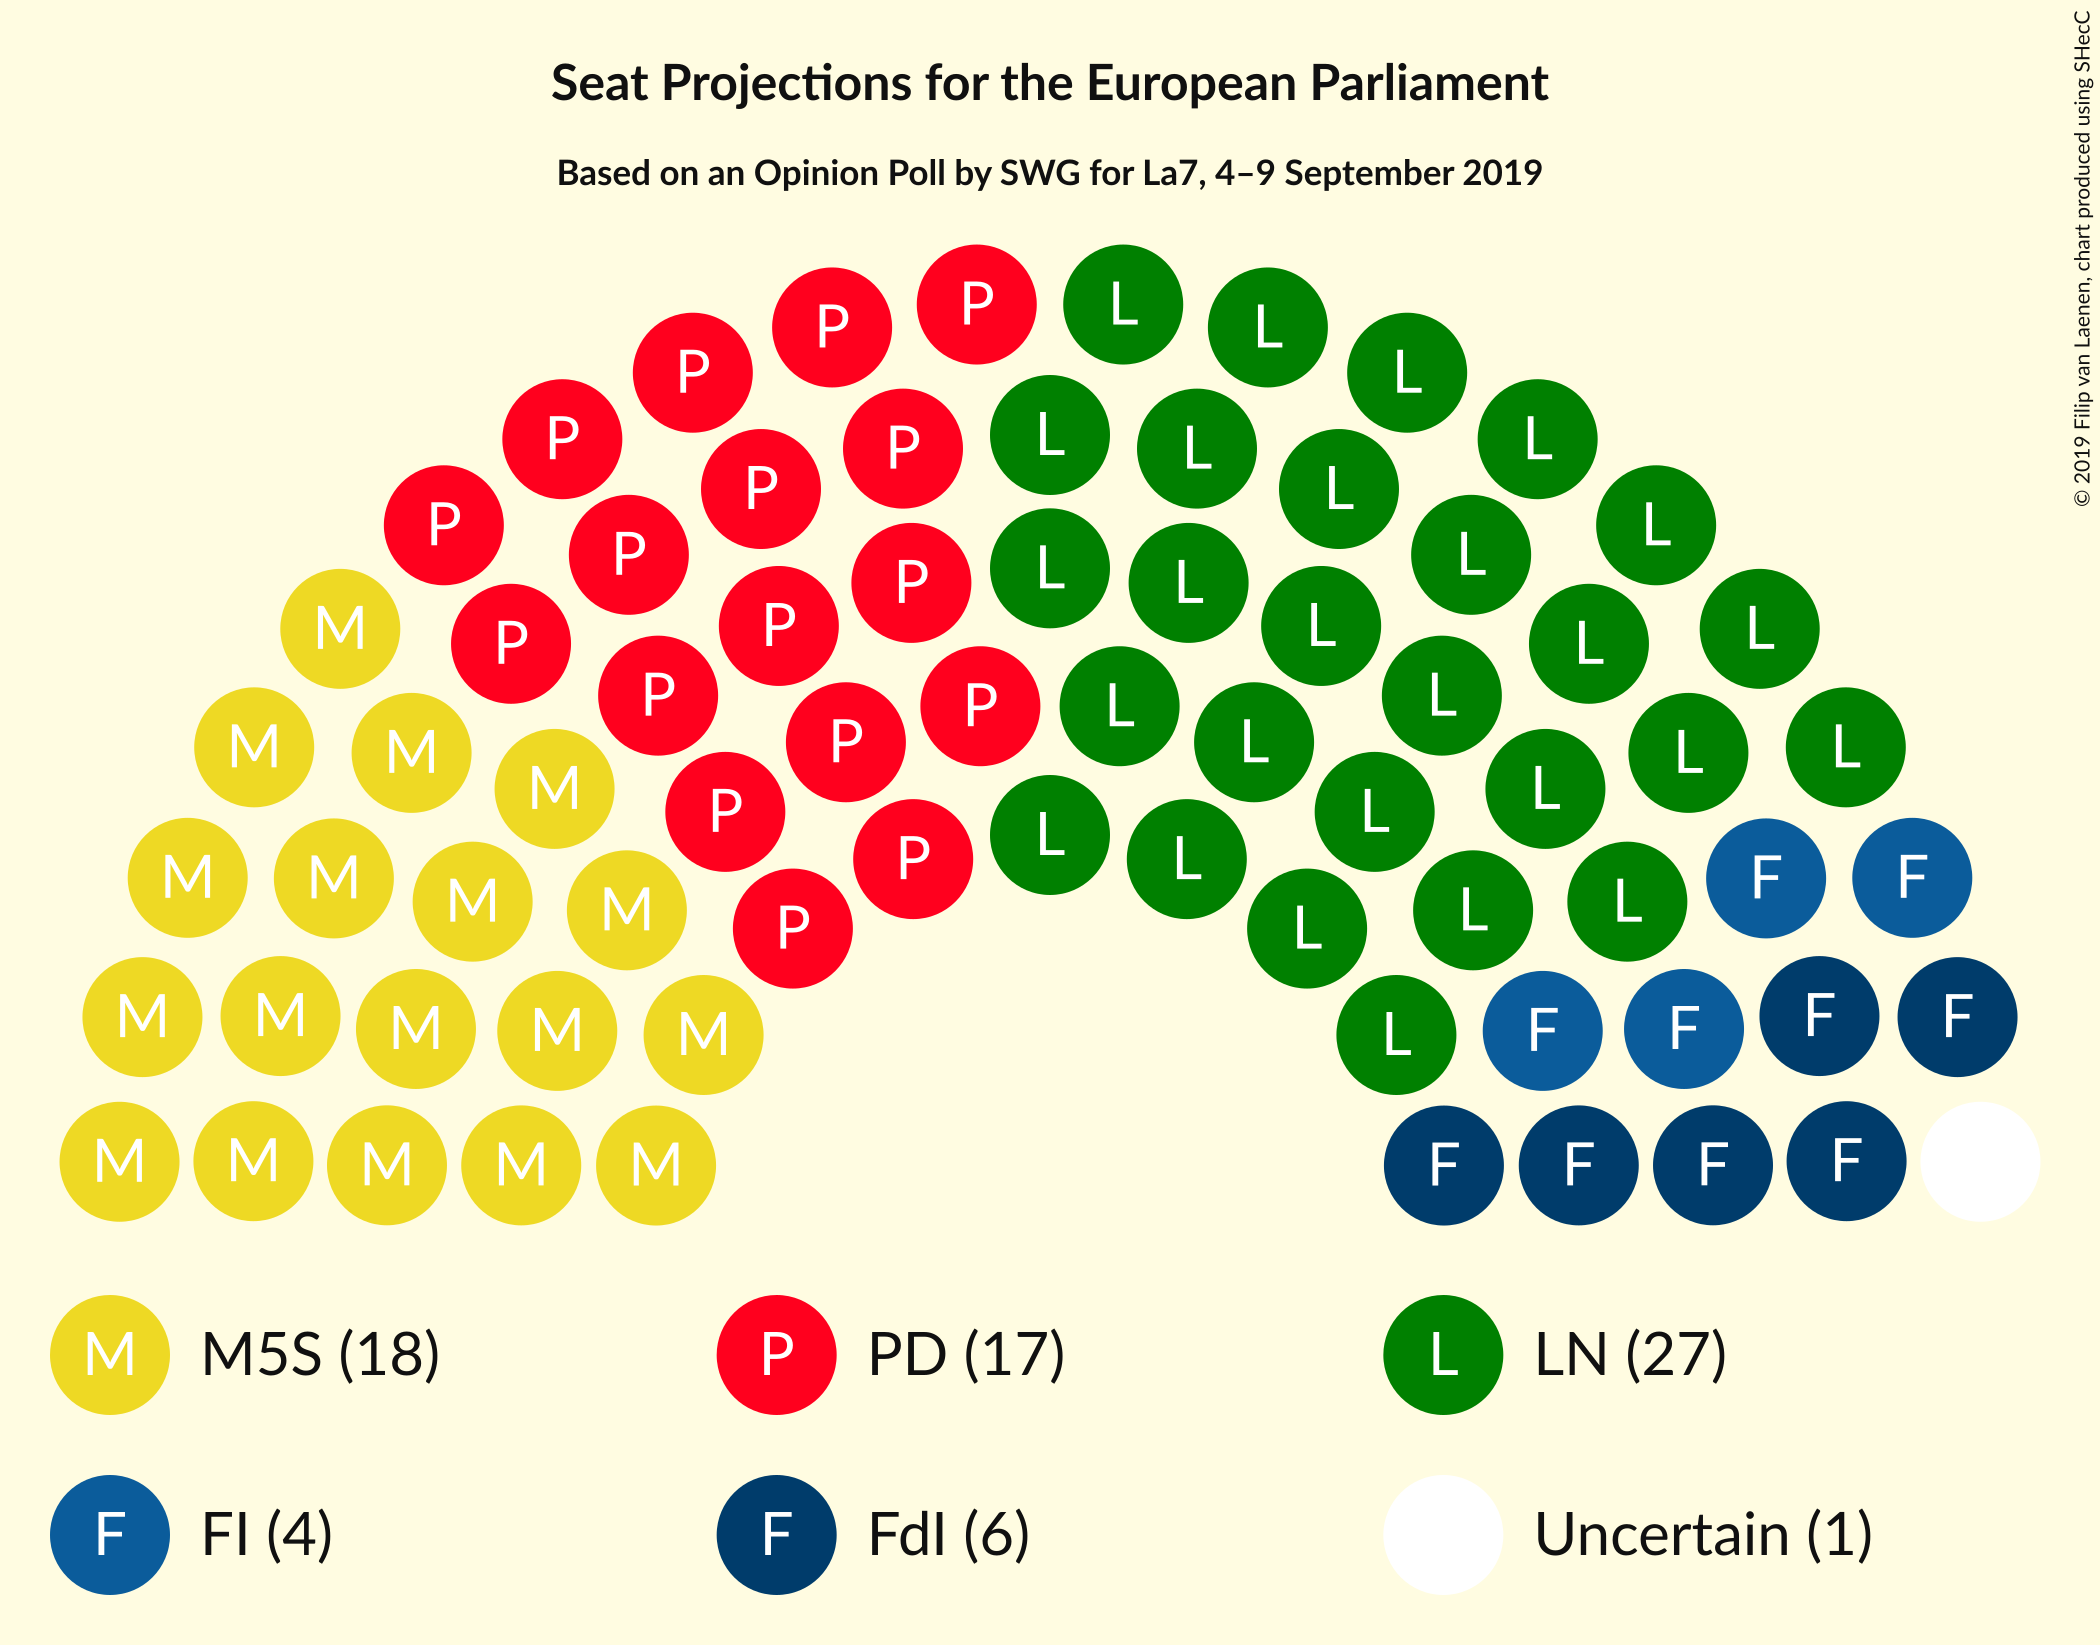 Seat Projections for the European Parliament
Based on an Opinion Poll by SWG for La7, 4–9 September 2019
© 2019 Filip van Laenen, chart produced using SHecC
P P L L
P L
P P L L L
P P L
P P L L L
P P L L
M P P L L
P P L L
M M M P P L L L L L
P L
M M M M P L L L F F
P L
M M M M M L F F F F
M M M M M F F F F
M M5S (18) P PD (17) L LN (27)
F FI (4) F FdI (6) Uncertain (1)